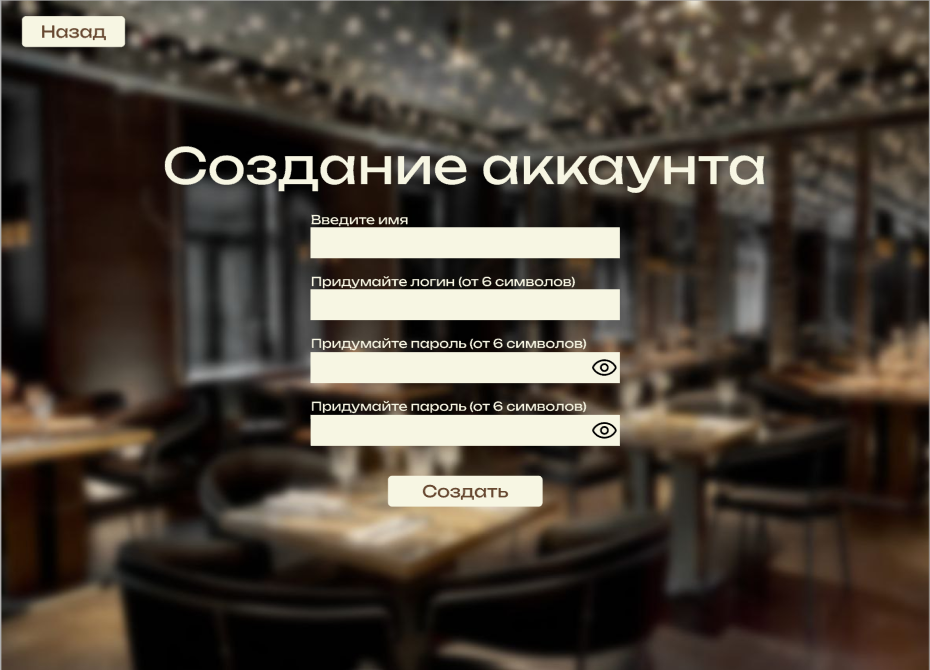 Назад
Создание аккаунта
Введите имя
Придумайте логин (от 6 символов)
Придумайте пароль (от 6 символов)
Придумайте пароль (от 6 символов)
Создать